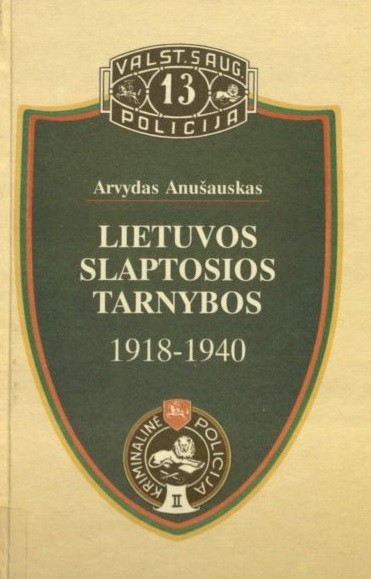 VALST. SAUG.
13
POLICIJA
Arvydas Anušauskas
LIETUVOS
SLAPTOSIOS
TARNYBOS
1918-1940
KRIMINALINĖ
POLICIJA
II